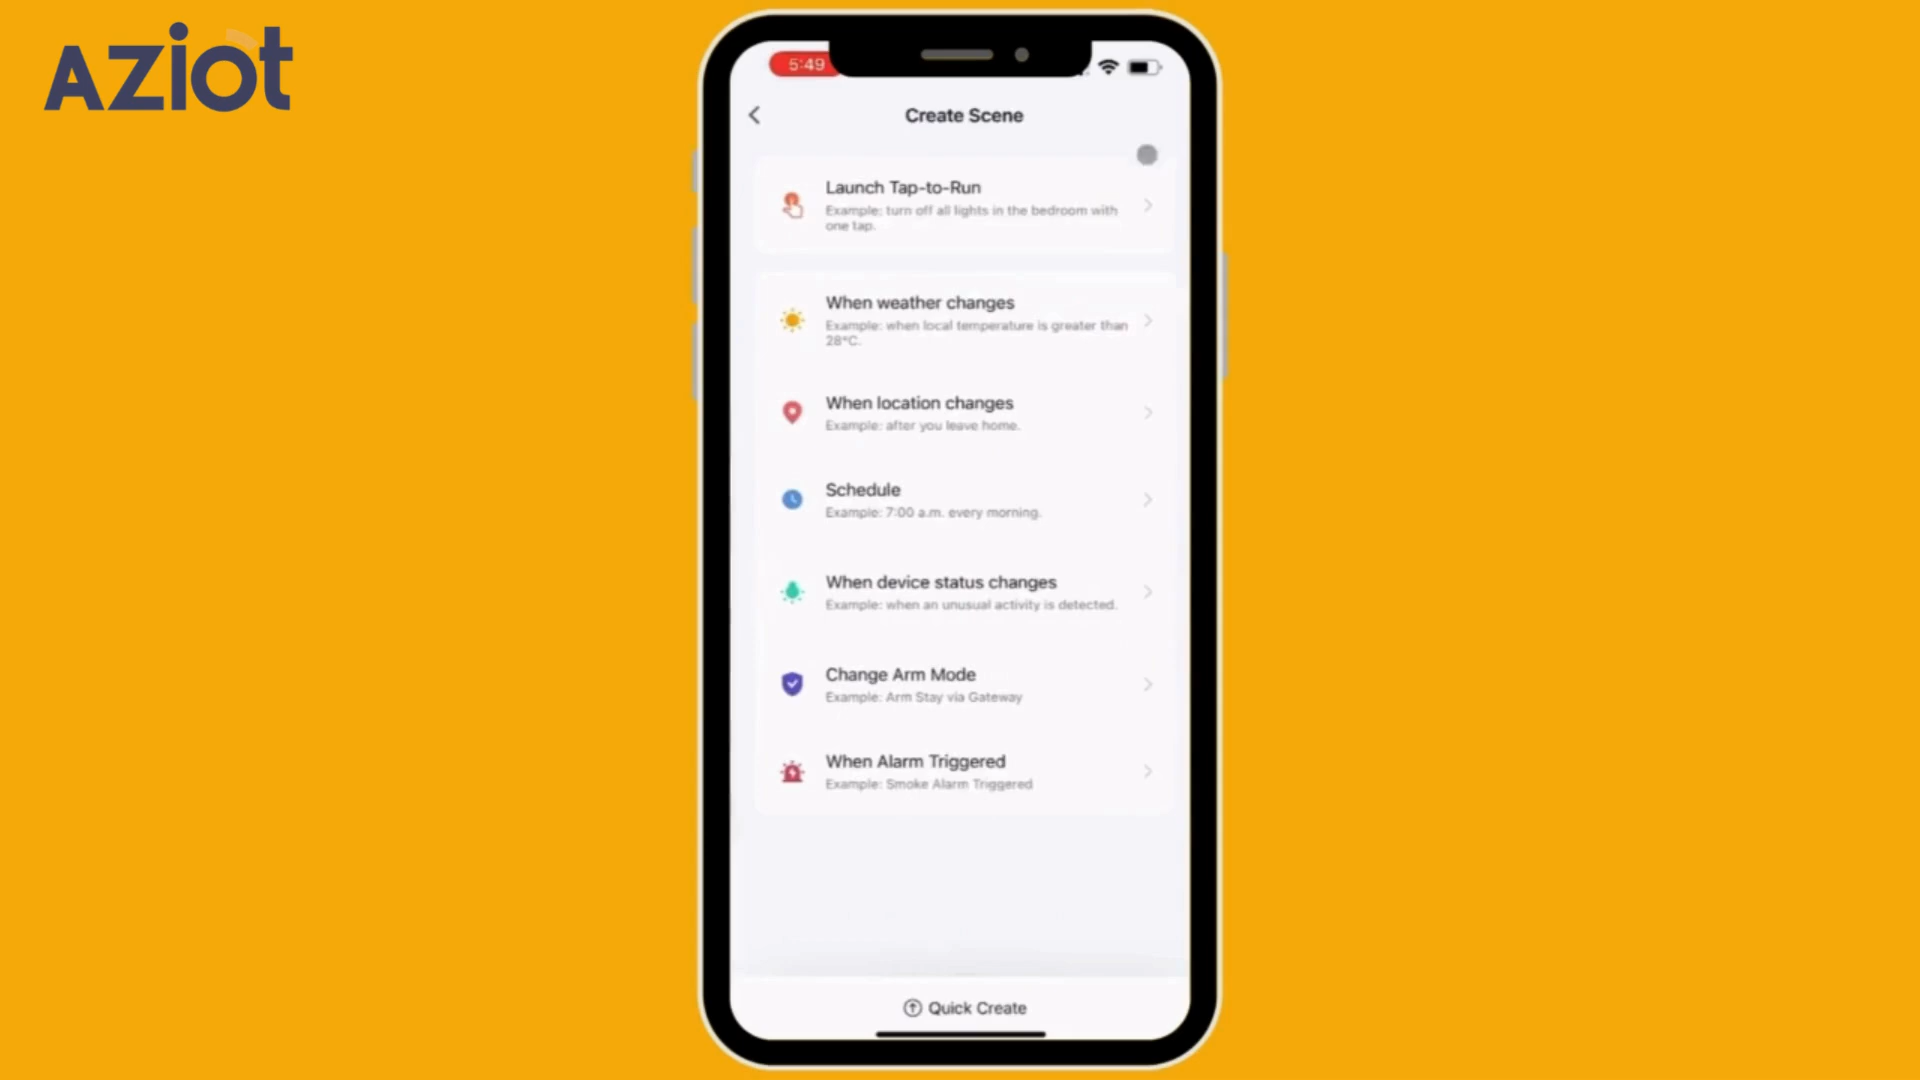 Aziot
5:49
Create Scene
Launch Tap-to-Run
Example: turn off all lights in the bedroom with
one tap.
When weather changes
Example: when local temperature is greater than
28°C.
When location changes
Example: after you leave home.
Schedule
Example: 7:00 a.m. every morning.
When device status changes
Example: when an unusual activity is detected.
Change Arm Mode
Example: Arm Stay via Gateway
When Alarm Triggered
Example: Smoke Alarm Triggered
Quick Create